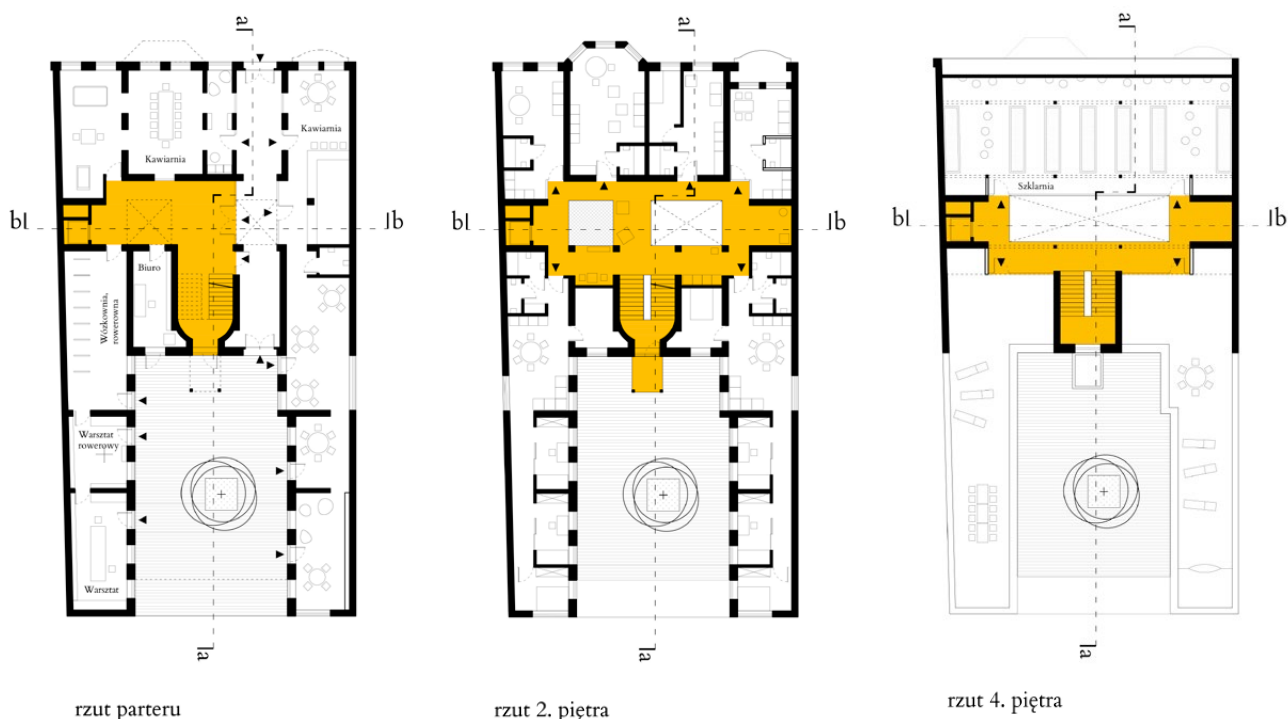 a
a
a
Kawiarnia
Kawiarnia
Szklarnia
b
b
b
b
b
b
Biuro
Wózkownia,
rowerownia
Warsztat
rowerowy
Warsztat
a
a
a
rzut parteru
rzut 2. piętra
rzut 4. piętra